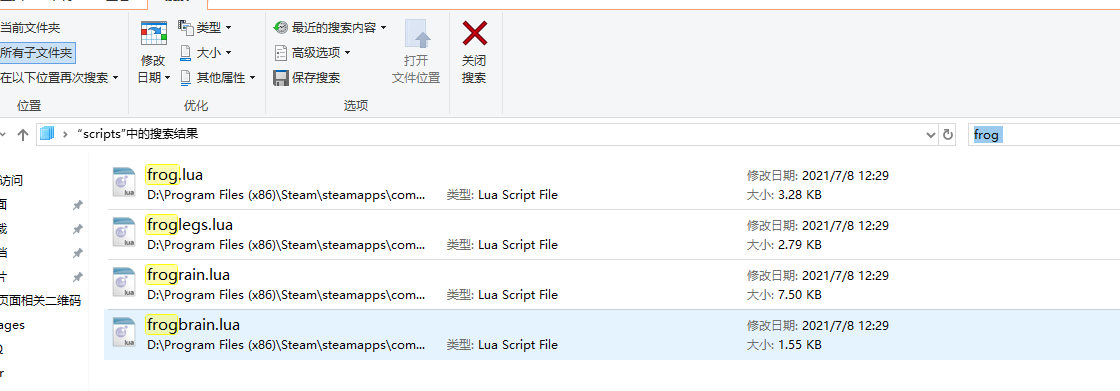 当前文件夹
所有子文件夹
在以下位置再次搜索
位置
修改
日期
类型
大小
其他属性
优化
最近的搜索内容
高级选项
保存搜索
选项
打开
文件位置
关闭
搜索
"scripts"中的搜索结果
frog
访问
面
载
档
片
页面相关二维码
ages
Q
r
frog.lua
修改日期: 2021/7/8 12:29
D:\Program Files (x86)\Steam\steamapps\com... 类型: Lua Script File
大小: 3.28 KB
froglegs.lua
修改日期: 2021/7/8 12:29
D:\Program Files (x86)\Steam\steamapps\com... 类型: Lua Script File
大小: 2.79 KB
frograin.lua
修改日期: 2021/7/8 12:29
D:\Program Files (x86)\Steam\steamapps\com... 类型: Lua Script File
大小: 7.50 KB
frogbrain.lua
修改日期: 2021/7/8 12:29
D:\Program Files (x86)\Steam\steamapps\com... 类型: Lua Script File
大小: 1.55 KB